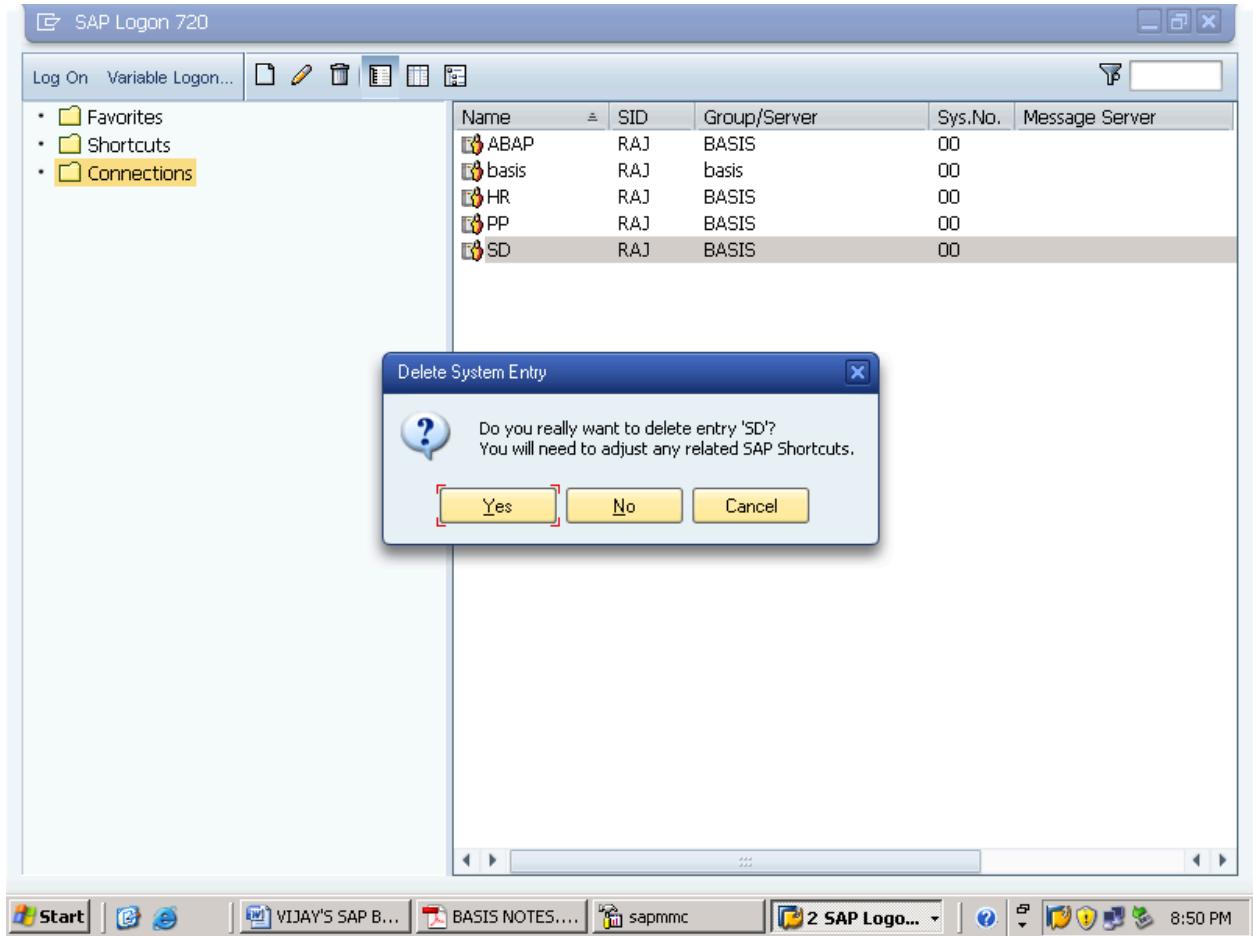 SAP Logon 720
Log On Variable Logon...
Favorites
Shortcuts
Connections
Name SID Group/Server Sys.No. Message Server
ABAP RAJ BASIS 00
basis RAJ basis 00
HR RAJ BASIS 00
PP RAJ BASIS 00
SD RAJ BASIS 00
Delete System Entry
Do you really want to delete entry 'SD'?
You will need to adjust any related SAP Shortcuts.
Yes No Cancel
Start VIJAY'S SAP B... BASIS NOTES.... sapmmc 2 SAP Logo... 8:50 PM